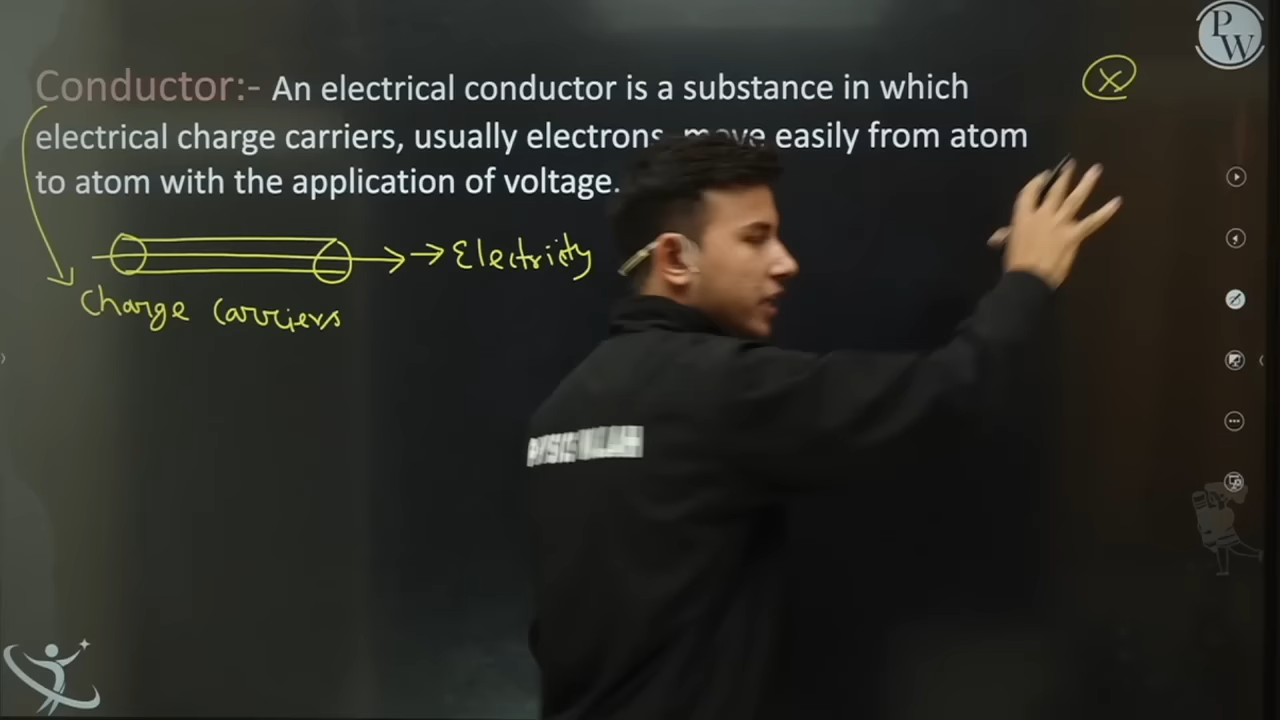 Conductor:- An electrical conductor is a substance in which
electrical charge carriers, usually electrons, move easily from atom
to atom with the application of voltage.
→ Electricity
Charge Carriers
X
PW